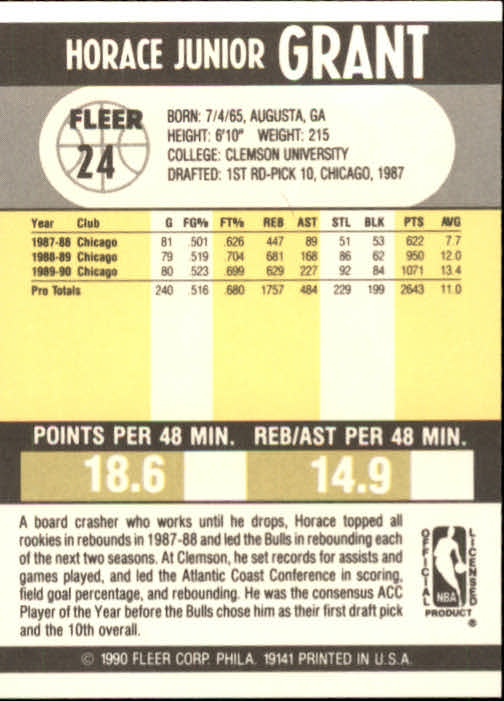 HORACE JUNIOR GRANT
FLEER
24
BORN: 7/4/65, AUGUSTA, GA
HEIGHT: 6'10" WEIGHT: 215
COLLEGE: CLEMSON UNIVERSITY
DRAFTED: 1ST RD-PICK 10, CHICAGO, 1987
Year Club G FG% FT% REB AST STL BLK PTS AVG
1987-88 Chicago 81 .501 .626 447 89 51 53 622 7.7
1988-89 Chicago 79 .519 .704 681 168 86 62 950 12.0
1989-90 Chicago 80 .523 .699 629 227 92 84 1071 13.4
Pro Totals 240 .516 .680 1757 484 229 199 2643 11.0
POINTS PER 48 MIN. REB/AST PER 48 MIN.
18.6 14.9
A board crasher who works until he drops, Horace topped all
rookies in rebounds in 1987-88 and led the Bulls in rebounding each
of the next two seasons. At Clemson, he set records for assists and
games played, and led the Atlantic Coast Conference in scoring,
field goal percentage, and rebounding. He was the consensus ACC
Player of the Year before the Bulls chose him as their first draft pick
and the 10th overall.
OFFICIAL
LICENSED
NBA
PRODUCT ®
© 1990 FLEER CORP. PHILA. 19141 PRINTED IN U.S.A.